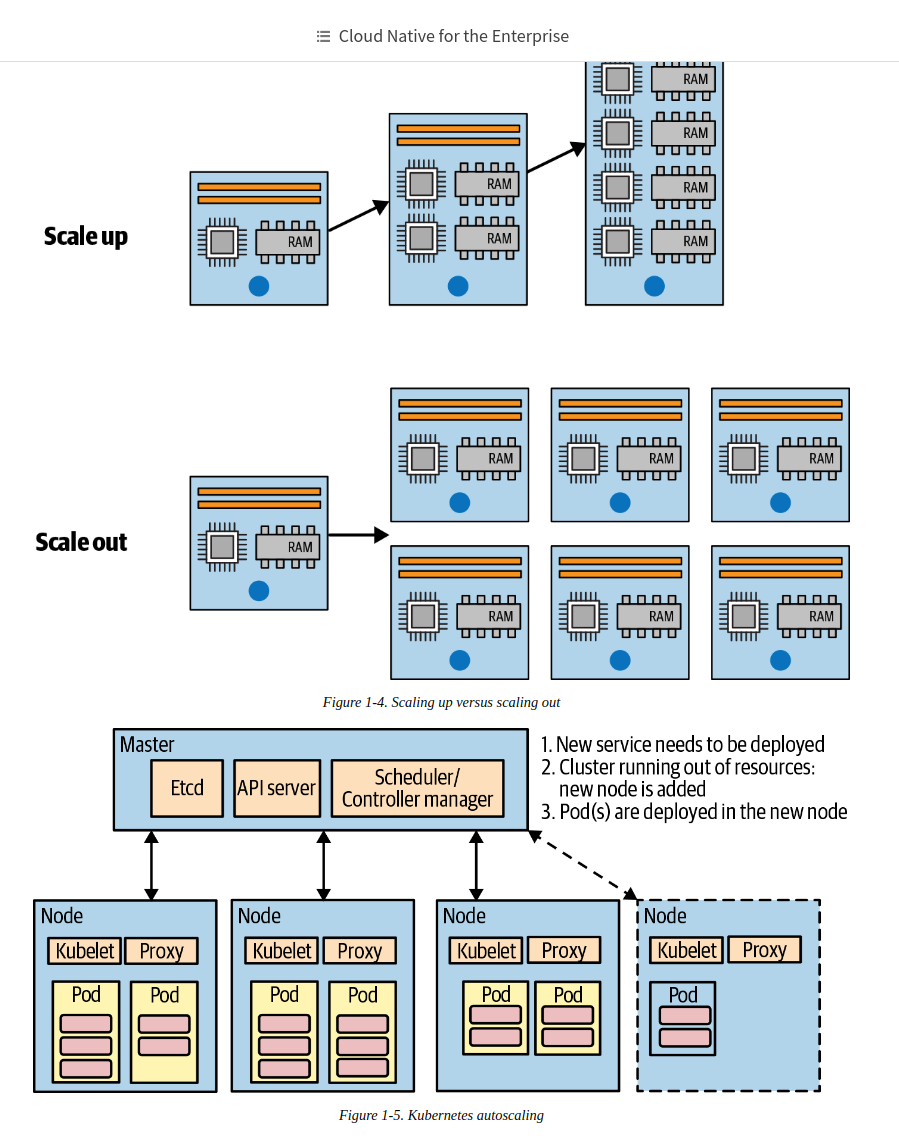 Cloud Native for the Enterprise
RAM
RAM
RAM
RAM
RAM
RAM
RAM
Scale up
RAM
RAM
RAM
RAM
Scale out
RAM
RAM
RAM
Figure 1-4. Scaling up versus scaling out
Master
Etcd
API server
Scheduler/
Controller manager
1. New service needs to be deployed
2. Cluster running out of resources:
new node is added
3. Pod(s) are deployed in the new node
Node
Kubelet
Proxy
Pod
Pod
Node
Kubelet
Proxy
Pod
Pod
Node
Kubelet
Proxy
Pod
Pod
Node
Kubelet
Proxy
Pod
Figure 1-5. Kubernetes autoscaling